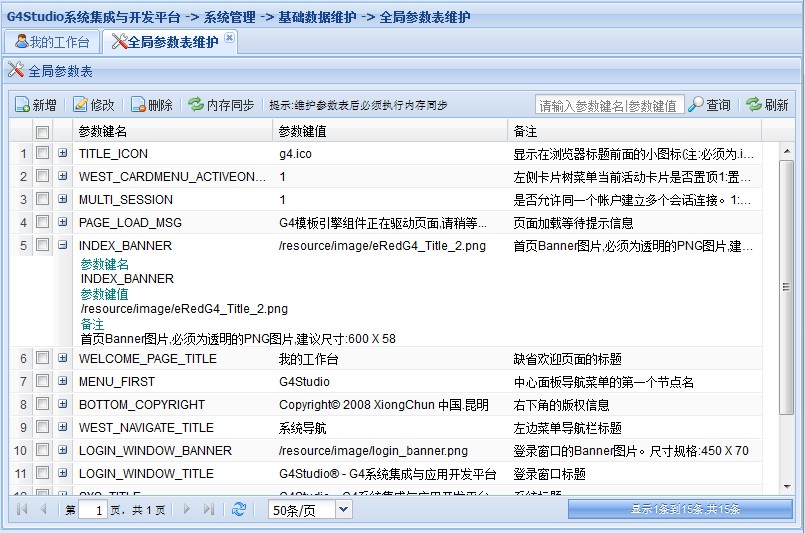 G4Studio系统集成与开发平台 -> 系统管理 -> 基础数据维护 -> 全局参数表维护
我的工作台 全局参数表维护
全局参数表
新增 修改 删除 内存同步 提示:维护参数表后必须执行内存同步 请输入参数键名|参数键值 查询 刷新
参数键名 参数键值 备注
1 TITLE_ICON g4.ico 显示在浏览器标题前面的小图标(注:必须为.i...
2 WEST_CARDMENU_ACTIVEON... 1 左侧卡片树菜单当前活动卡片是否置顶1:置...
3 MULTI_SESSION 1 是否允许同一个帐户建立多个会话连接。1:...
4 PAGE_LOAD_MSG G4模板引擎组件正在驱动页面,请稍等... 页面加载等待提示信息
5 INDEX_BANNER /resource/image/eRedG4_Title_2.png 首页Banner图片,必须为透明的PNG图片,建...
参数键名
INDEX_BANNER
参数键值
/resource/image/eRedG4_Title_2.png
备注
首页Banner图片,必须为透明的PNG图片,建议尺寸:600 X 58
6 WELCOME_PAGE_TITLE 我的工作台 缺省欢迎页面的标题
7 MENU_FIRST G4Studio 中心面板导航菜单的第一个节点名
8 BOTTOM_COPYRIGHT Copyright© 2008 XiongChun 中国.昆明 右下角的版权信息
9 WEST_NAVIGATE_TITLE 系统导航 左边菜单导航栏标题
10 LOGIN_WINDOW_BANNER /resource/image/login_banner.png 登录窗口的Banner图片。尺寸规格:450 X 70
11 LOGIN_WINDOW_TITLE G4Studio® - G4系统集成与应用开发平台 登录窗口标题
12 SYS_TITLE G4Studio - G4系统集成与应用开发平台 系统标题
第 1 页, 共 1 页 50条/页 显示1条到15条,共15条